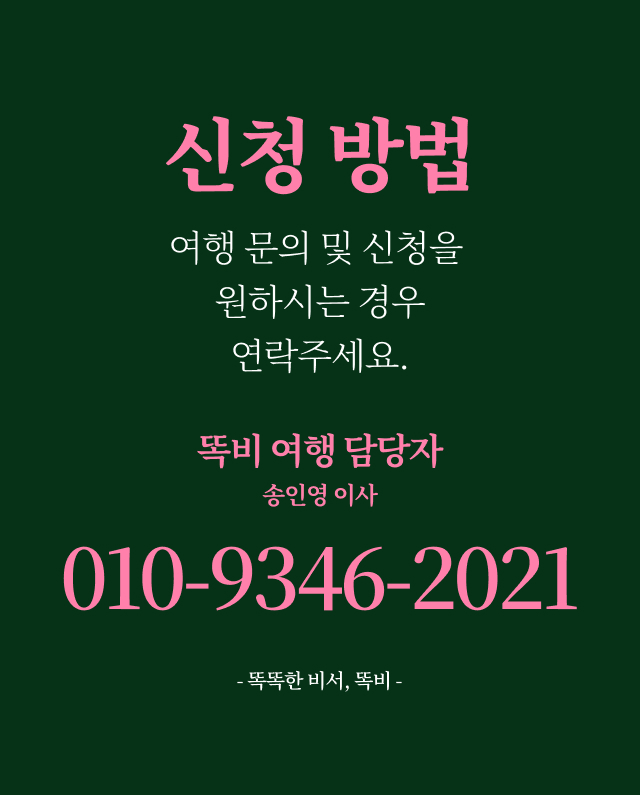 신청 방법
여행 문의 및 신청을
원하시는 경우
연락주세요.
똑비 여행 담당자
송인영 이사
010-9346-2021
- 똑똑한 비서, 똑비 -